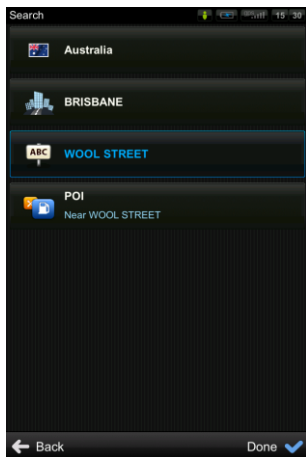 Search 15 30
Australia
BRISBANE
ABC WOOL STREET
POI
Near WOOL STREET
Back Done